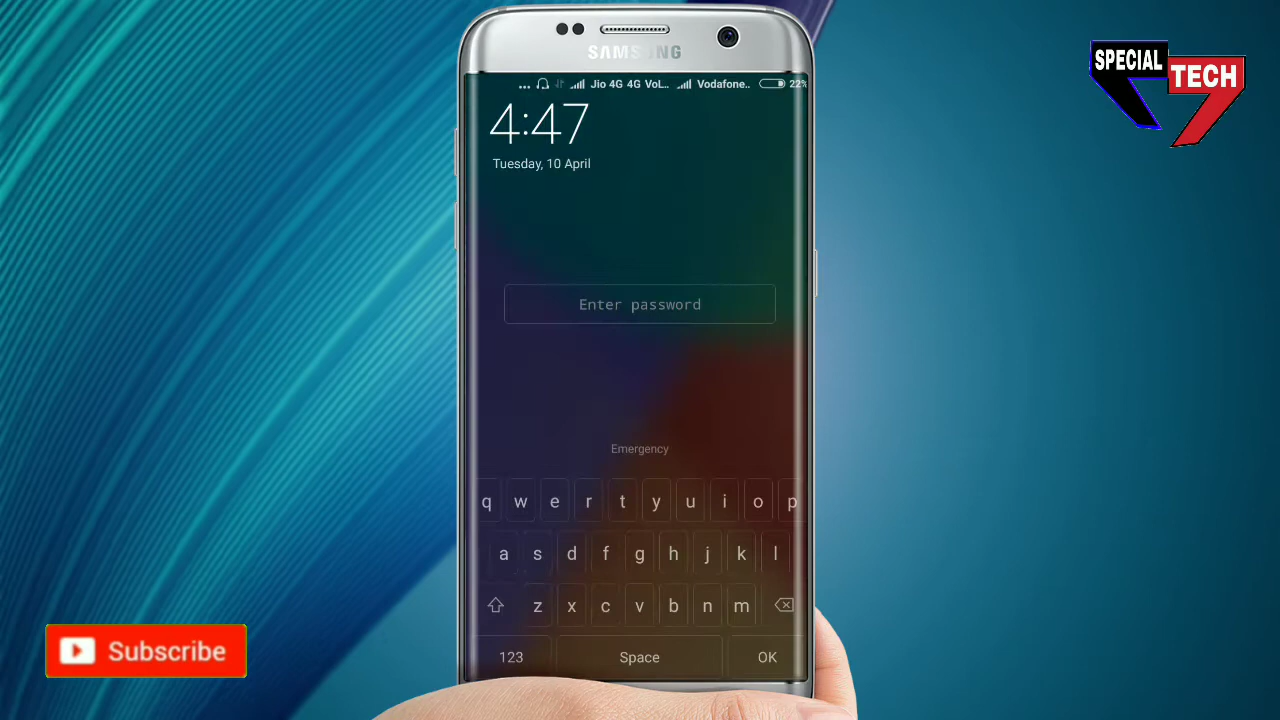 SAMSUNG
... Jio 4G 4G VoL.. Vodafone.. 22%
4:47
Tuesday, 10 April
Enter password
Emergency
q w e r t y u i o p
a s d f g h j k l
z x c v b n m
123 Space OK
SPECIAL
TECH
Subscribe